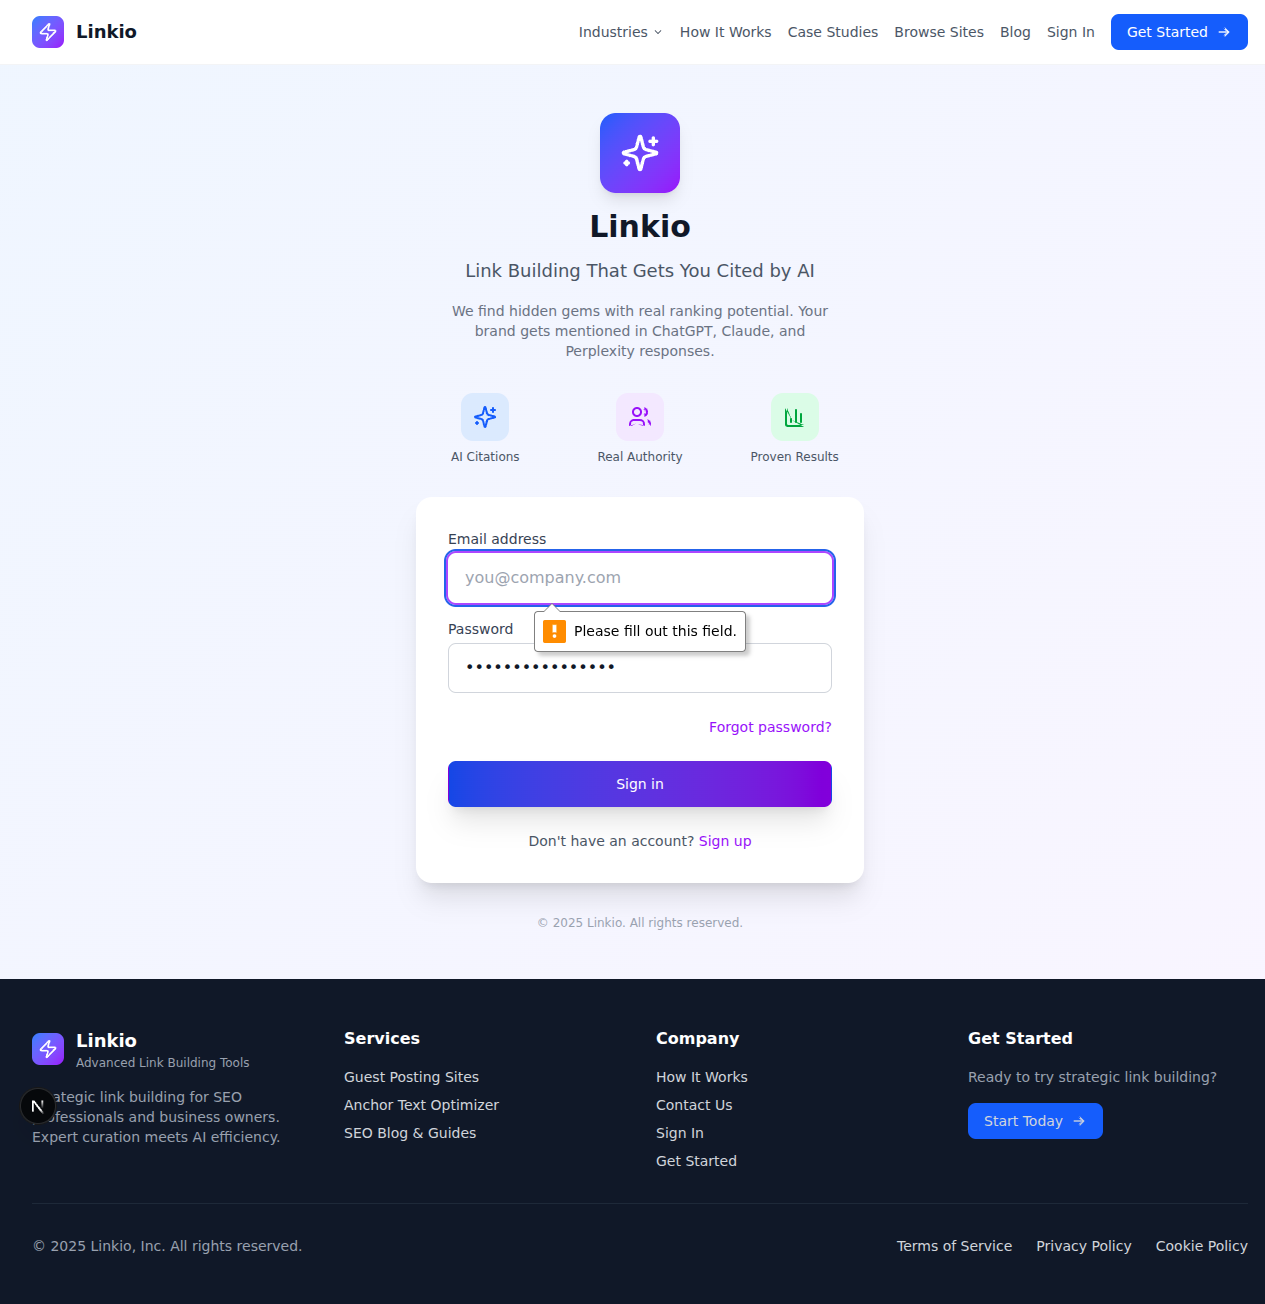 Linkio
Industries
How It Works
Case Studies
Browse Sites
Blog
Sign In
Get Started
Linkio
Link Building That Gets You Cited by AI
We find hidden gems with real ranking potential. Your
brand gets mentioned in ChatGPT, Claude, and
Perplexity responses.
AI Citations
Real Authority
Proven Results
Email address
you@company.com
Please fill out this field.
Password
••••••••••••••••
Forgot password?
Sign in
Don't have an account? Sign up
© 2025 Linkio. All rights reserved.
Linkio
Advanced Link Building Tools
link building for SEO
and business owners.
Expert curation meets AI efficiency.
Services
Guest Posting Sites
Anchor Text Optimizer
SEO Blog & Guides
Company
How It Works
Contact Us
Sign In
Get Started
Get Started
Ready to try strategic link building?
Start Today
© 2025 Linkio, Inc. All rights reserved.
Terms of Service
Privacy Policy
Cookie Policy